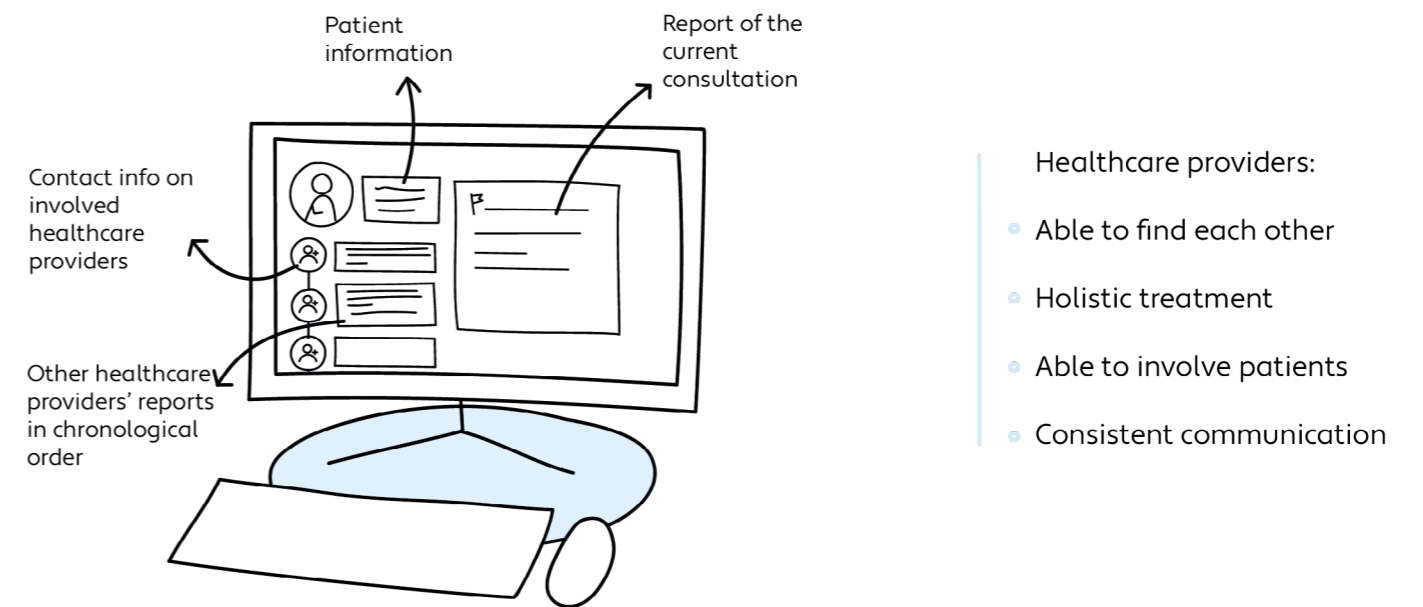 Patient
information
Report of the
current
consultation
Contact info on
involved
healthcare
providers
Other healthcare
providers’ reports
in chronological
order
Healthcare providers:
Able to find each other
Holistic treatment
Able to involve patients
Consistent communication